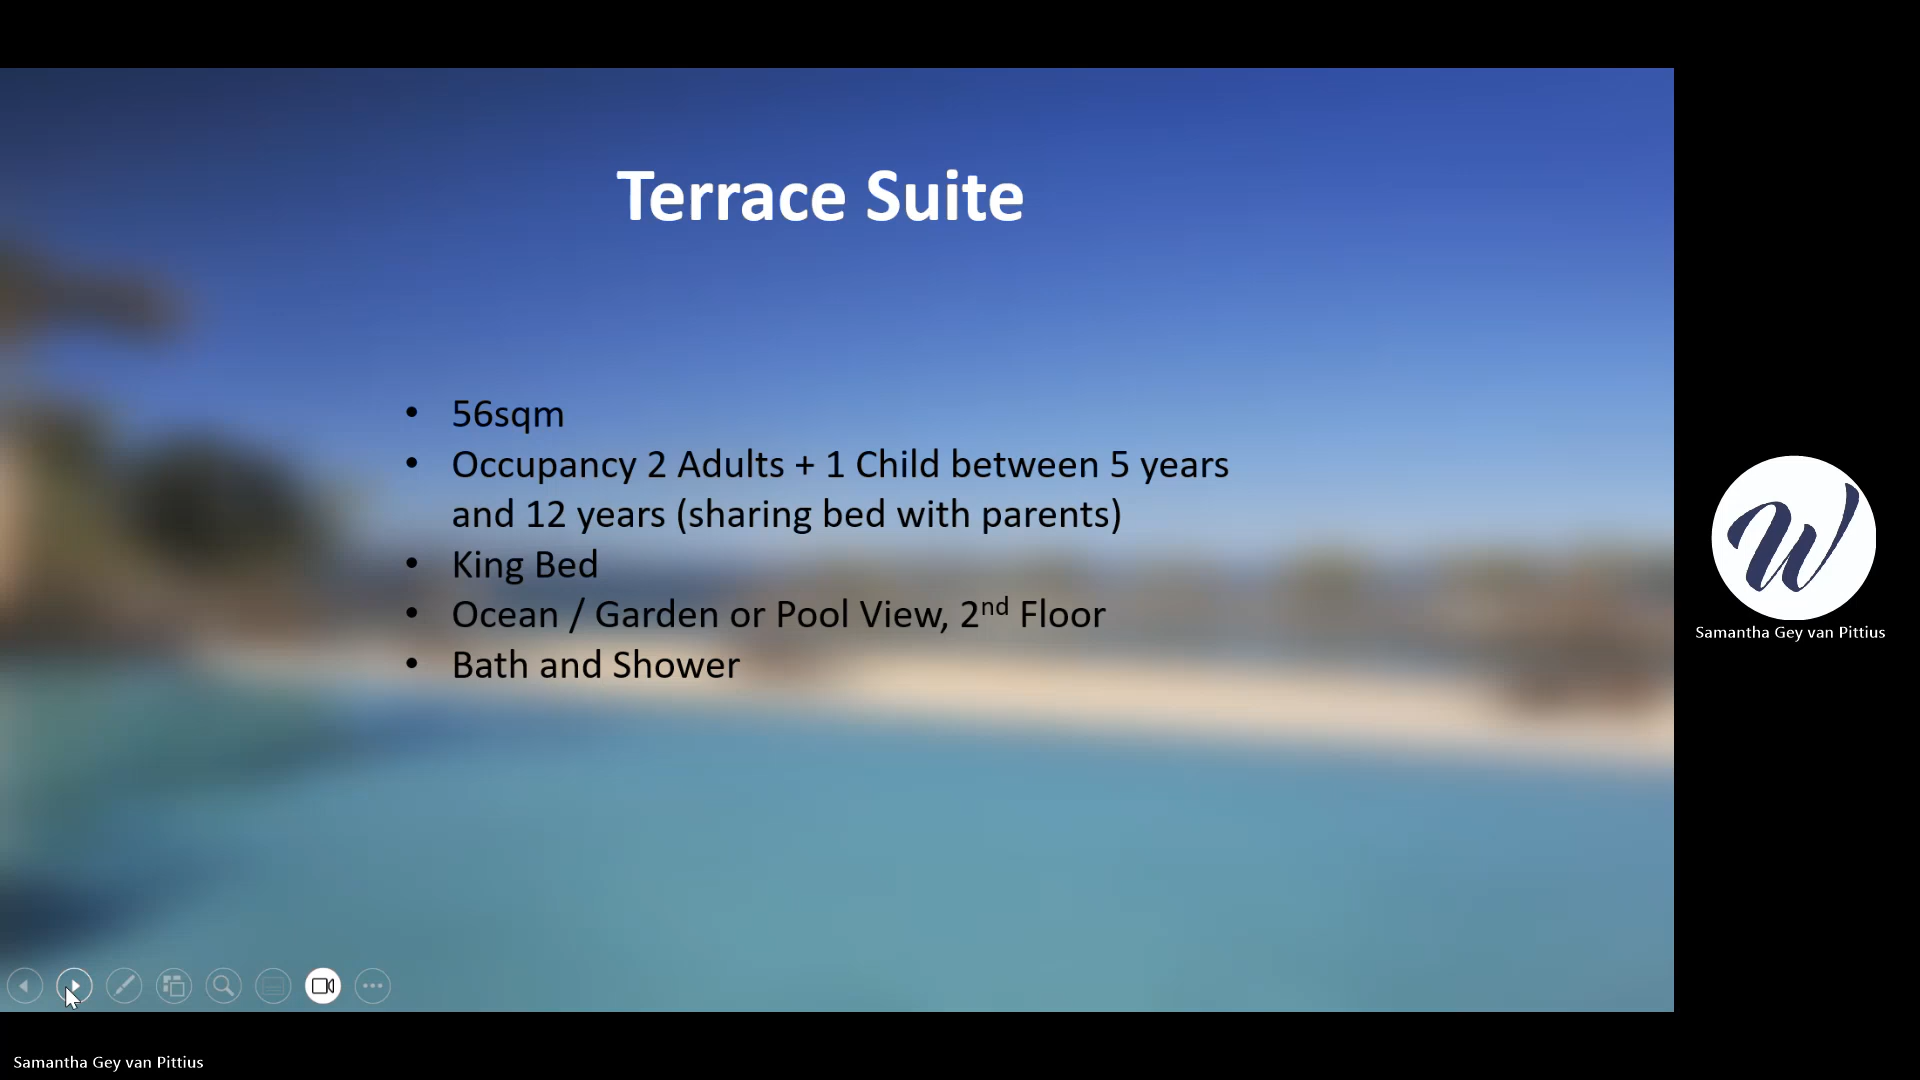 Terrace Suite
• 56sqm
• Occupancy 2 Adults + 1 Child between 5 years
and 12 years (sharing bed with parents)
• King Bed
• Ocean / Garden or Pool View, 2nd Floor
• Bath and Shower
W
Samantha Gey van Pittius
Samantha Gey van Pittius